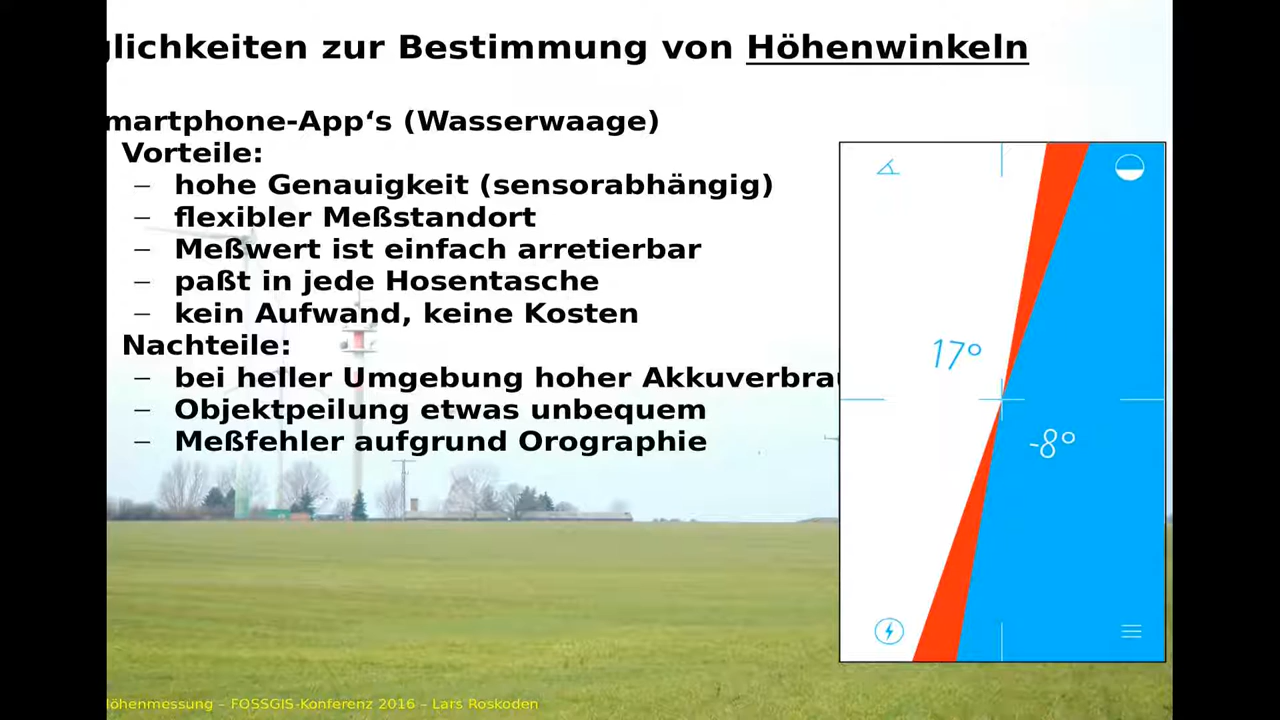 glichkeiten zur Bestimmung von Höhenwinkeln
martphone-App‘s (Wasserwaage)
Vorteile:
– hohe Genauigkeit (sensorabhängig)
– flexibler Meßstandort
– Meßwert ist einfach arretierbar
– paßt in jede Hosentasche
– kein Aufwand, keine Kosten
Nachteile:
– bei heller Umgebung hoher Akkuverbrau
– Objektpeilung etwas unbequem
– Meßfehler aufgrund Orographie
17°
-8°
öhenmessung – FOSSGIS-Konferenz 2016 – Lars Roskoden